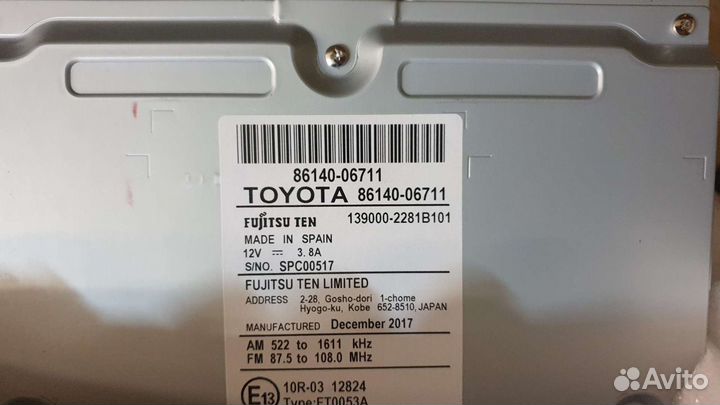 86140-06711
TOYOTA 86140-06711
FUJITSU TEN 139000-2281B101
MADE IN SPAIN
12V 3.8A
S/NO. SPC00517
FUJITSU TEN LIMITED
ADDRESS 2-28, Gosho-dori 1-chome
Hyogo-ku, Kobe 652-8510, JAPAN
MANUFACTURED December 2017
AM 522 to 1611 kHz
FM 87.5 to 108.0 MHz
E13 10R-03 12824
Type:FT0053A
Avito